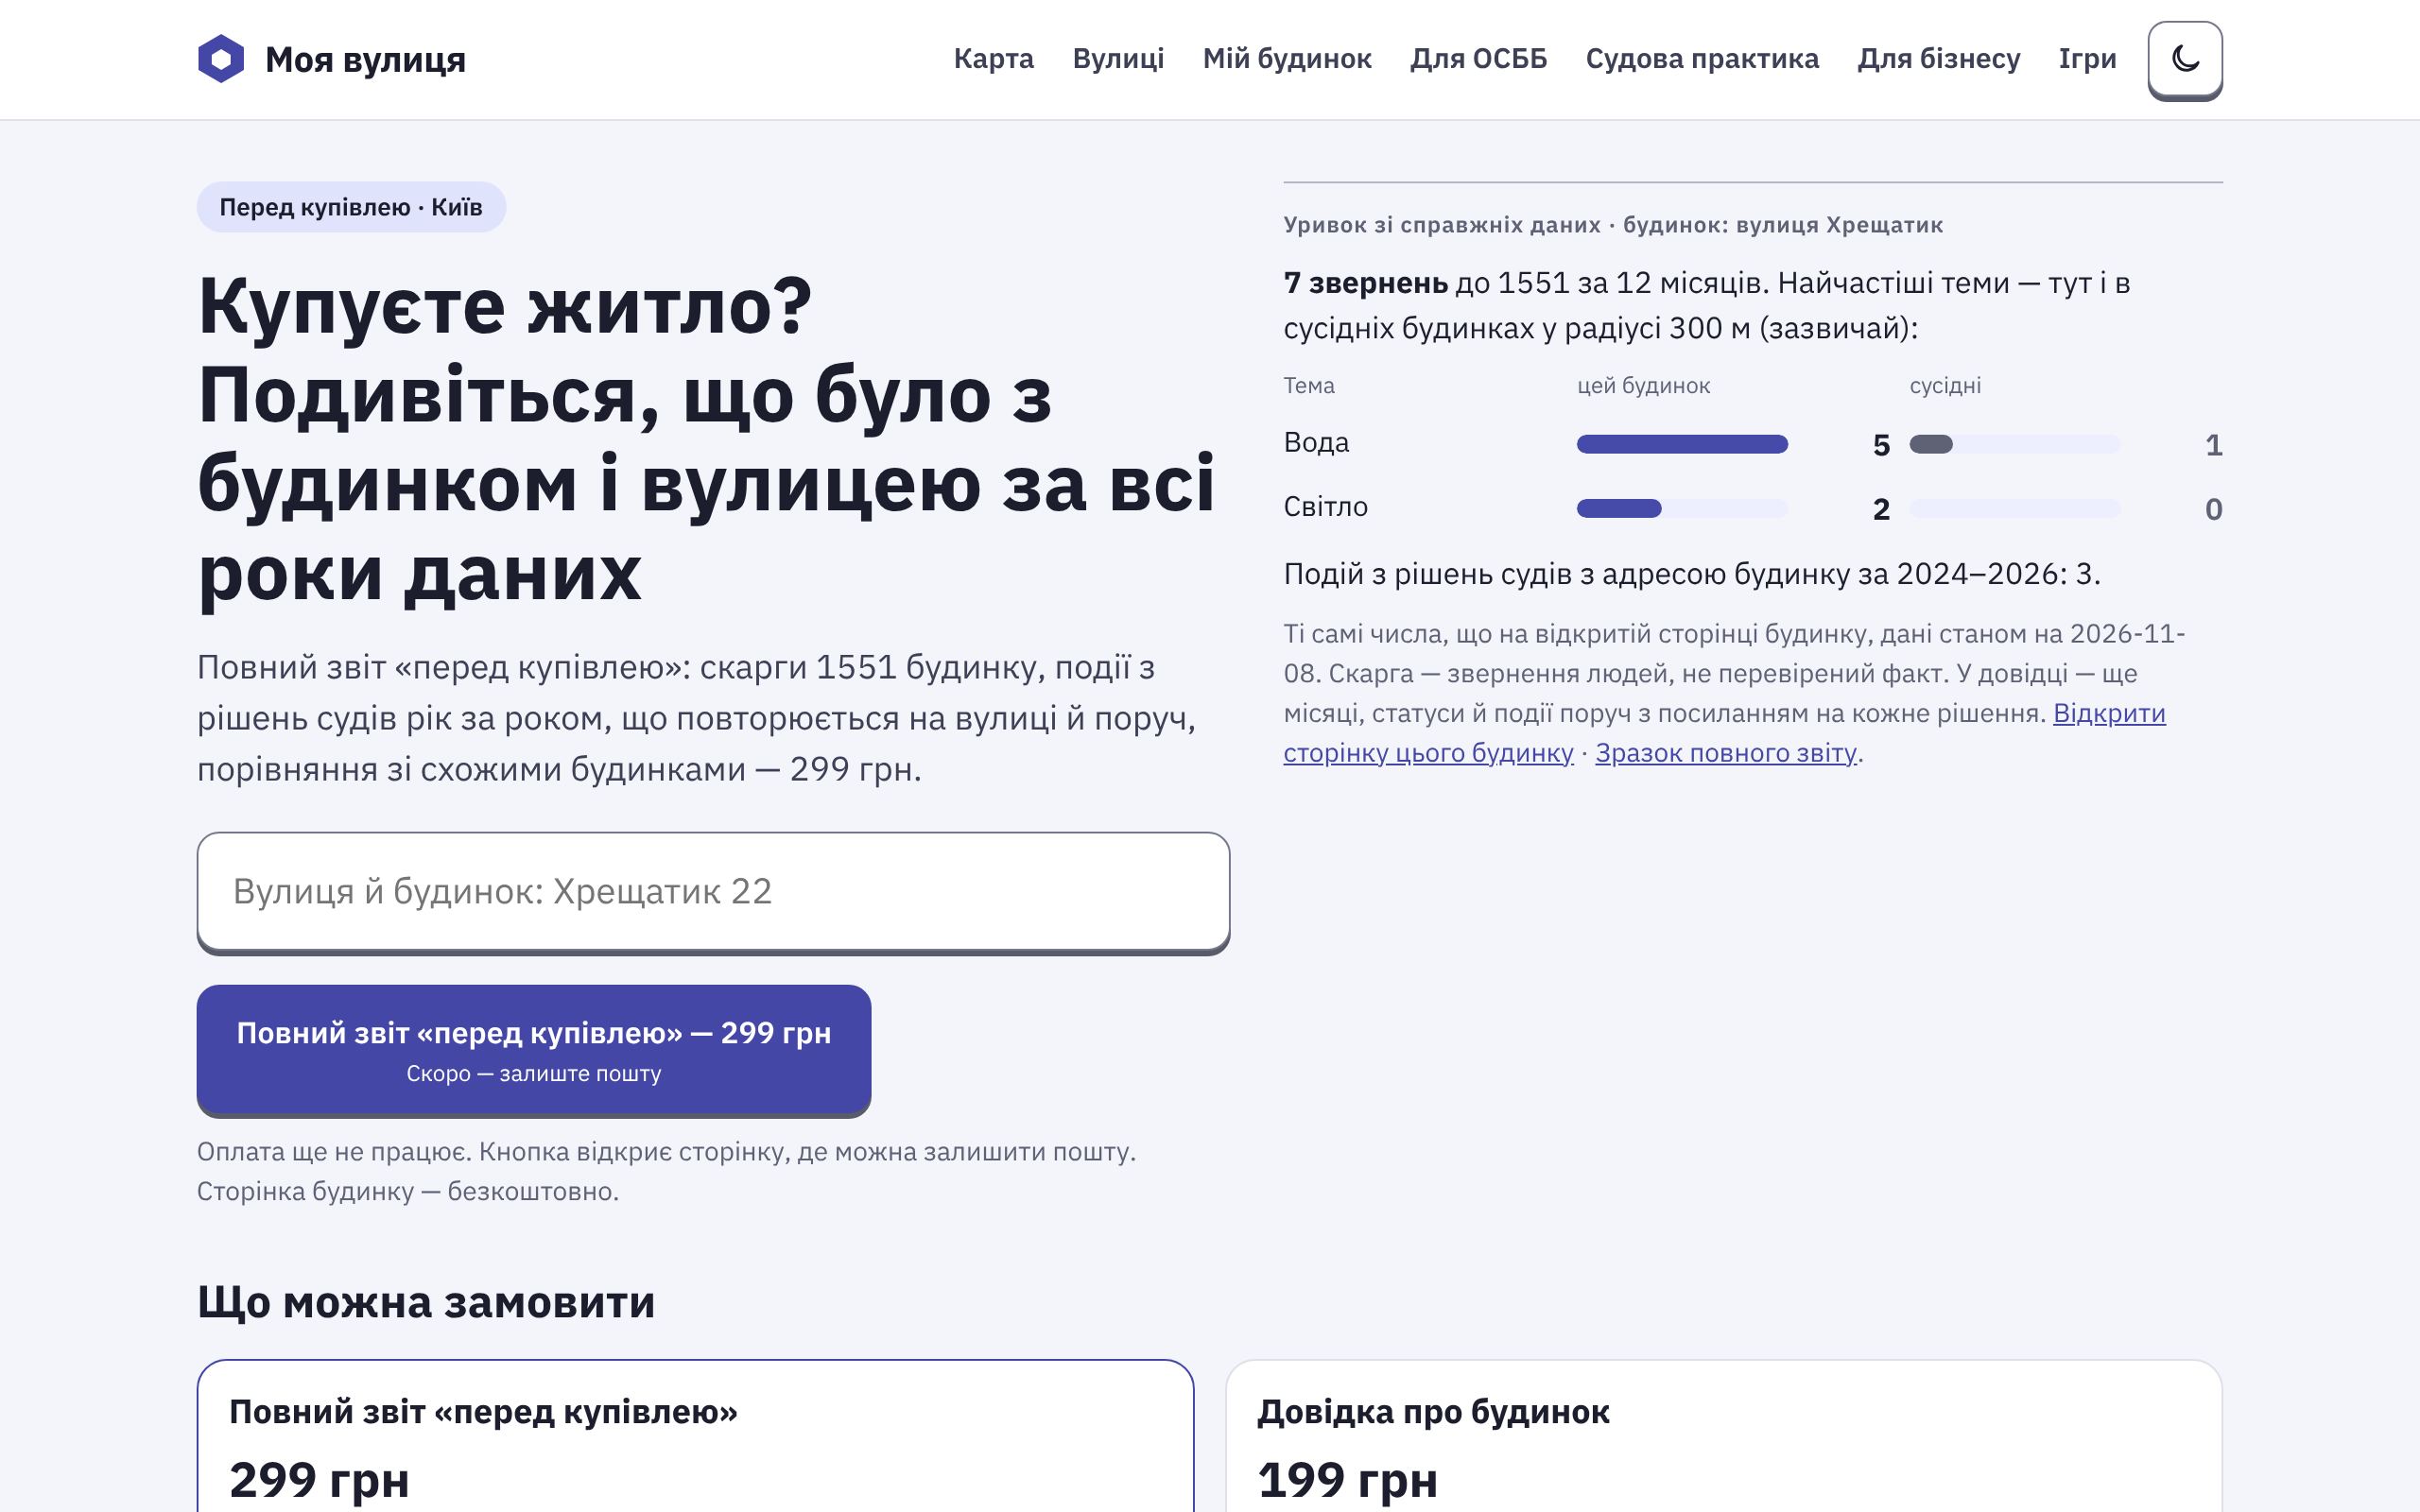 Моя вулиця
Карта Вулиці Мій будинок Для ОСББ Судова практика Для бізнесу Ігри
Перед купівлею · Київ
Купуєте житло?
Подивіться, що було з
будинком і вулицею за всі
роки даних
Повний звіт «перед купівлею»: скарги 1551 будинку, події з
рішень судів рік за роком, що повторюється на вулиці й поруч,
порівняння зі схожими будинками — 299 грн.
Вулиця й будинок: Хрещатик 22
Повний звіт «перед купівлею» — 299 грн
Скоро — залиште пошту
Оплата ще не працює. Кнопка відкриє сторінку, де можна залишити пошту.
Сторінка будинку — безкоштовно.
Уривок зі справжніх даних · будинок: вулиця Хрещатик
7 звернень до 1551 за 12 місяців. Найчастіші теми — тут і в
сусідніх будинках у радіусі 300 м (зазвичай):
Тема цей будинок сусідні
Вода 5 1
Світло 2 0
Подій з рішень судів з адресою будинку за 2024–2026: 3.
Ті самі числа, що на відкритій сторінці будинку, дані станом на 2026-11-
08. Скарга — звернення людей, не перевірений факт. У довідці — ще
місяці, статуси й події поруч з посиланням на кожне рішення. Відкрити
сторінку цього будинку · Зразок повного звіту.
Що можна замовити
Повний звіт «перед купівлею»
299 грн
Довідка про будинок
199 грн